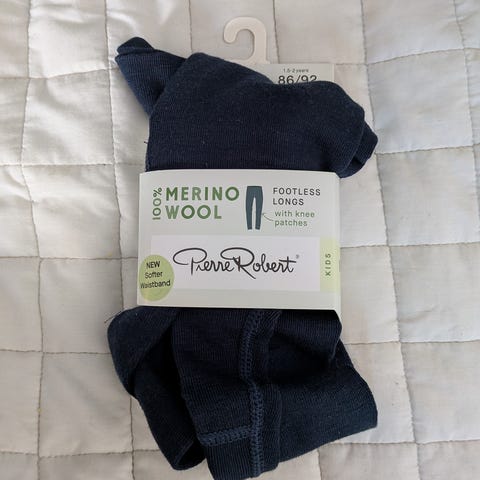 1.5-2 years
86/92
100%
MERINO
WOOL
FOOTLESS
LONGS
with knee
patches
Pierre Robert®
KIDS
NEW
Softer
Waistband